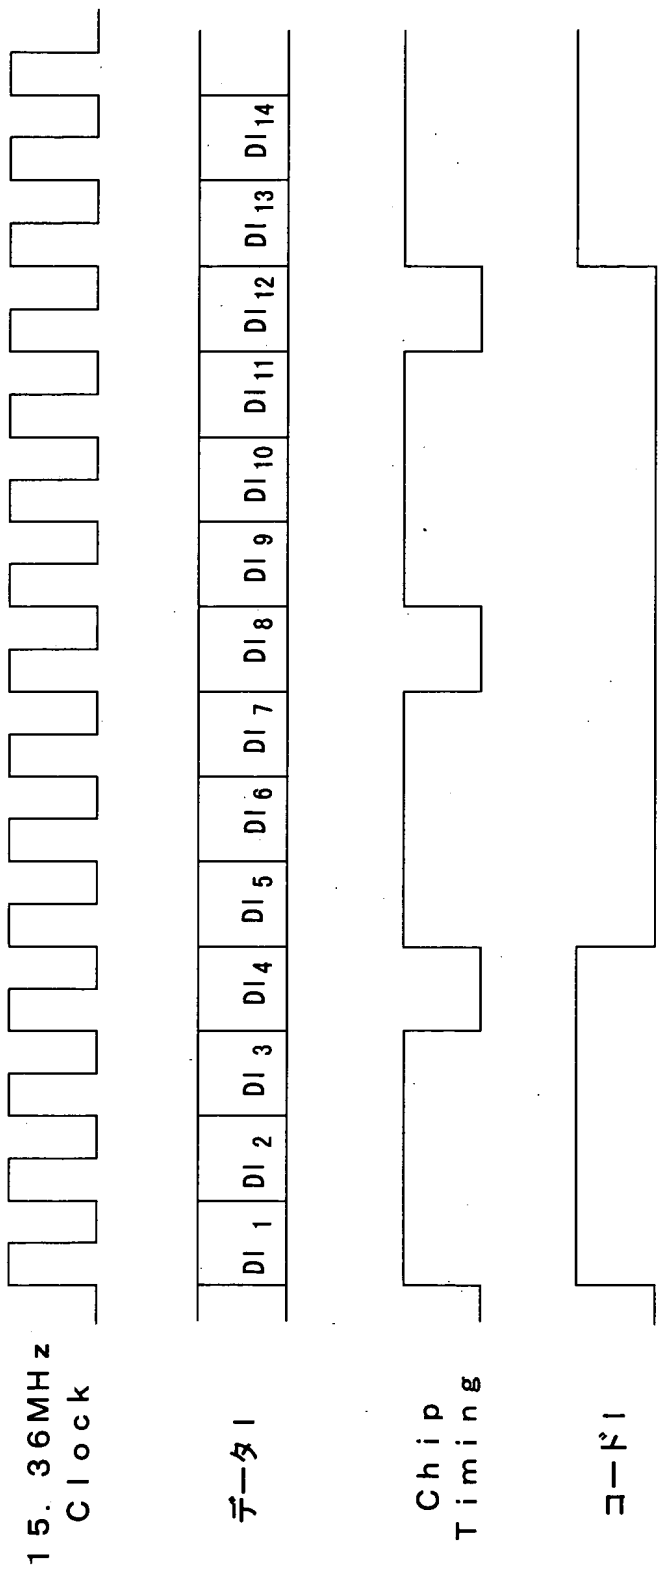 15. 36MHz
Clock
データI
DI 1 DI 2 DI 3 DI 4 DI 5 DI 6 DI 7 DI 8 DI 9 DI 10 DI 11 DI 12 DI 13 DI 14
Chip
Timing
コードI